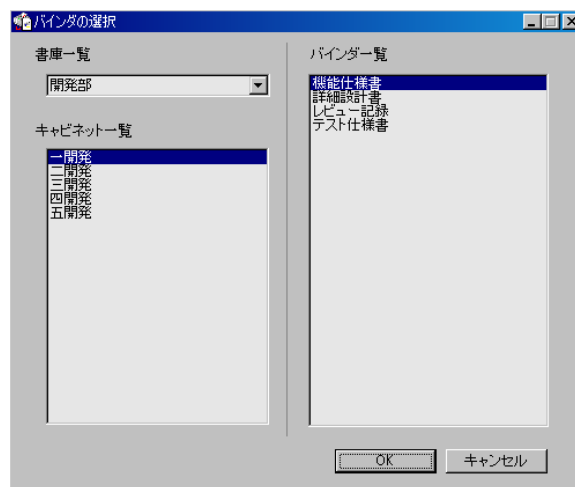 バインダの選択
書庫一覧
開発部
キャビネット一覧
一開発
二開発
三開発
四開発
五開発
バインダ一覧
機能仕様書
詳細設計書
レビュー記録
テスト仕様書
OK
キャンセル